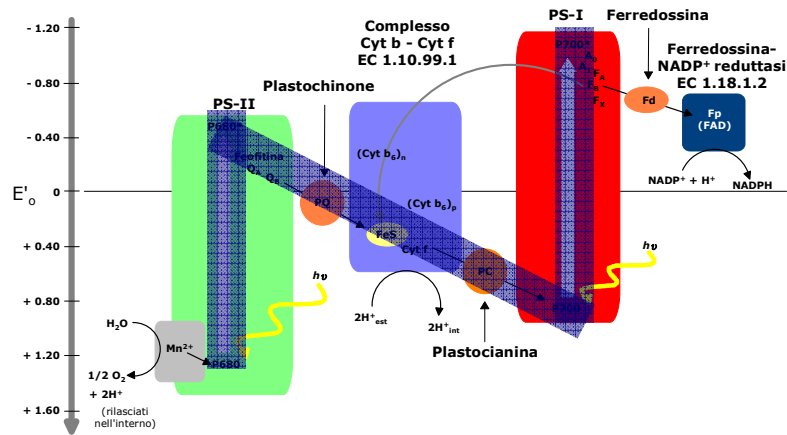 - 1.20
- 0.80
- 0.40
0
+ 0.40
+ 0.80
+ 1.20
+ 1.60
E'o
PS-II
P680*
Feofitina
QA QB
Plastochinone
PQ
Complesso
Cyt b - Cyt f
EC 1.10.99.1
(Cyt b6)n
(Cyt b6)p
FeS
Cyt f
PC
2H+est
2H+int
Plastocianina
PS-I
P700*
A0
A1
FA
FB
FX
P700
hν
Ferredossina
Fd
Ferredossina-
NADP+ reduttasi
EC 1.18.1.2
Fp
(FAD)
NADP+ + H+
NADPH
hν
H2O
Mn2+
P680
1/2 O2
+ 2H+
(rilasciati
nell'interno)